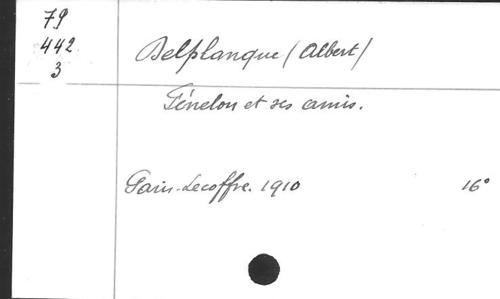 79
442
3
Delplanque (Albert)
Fénelon et ses amis.
Paris-Lecoffre. 1910 16°